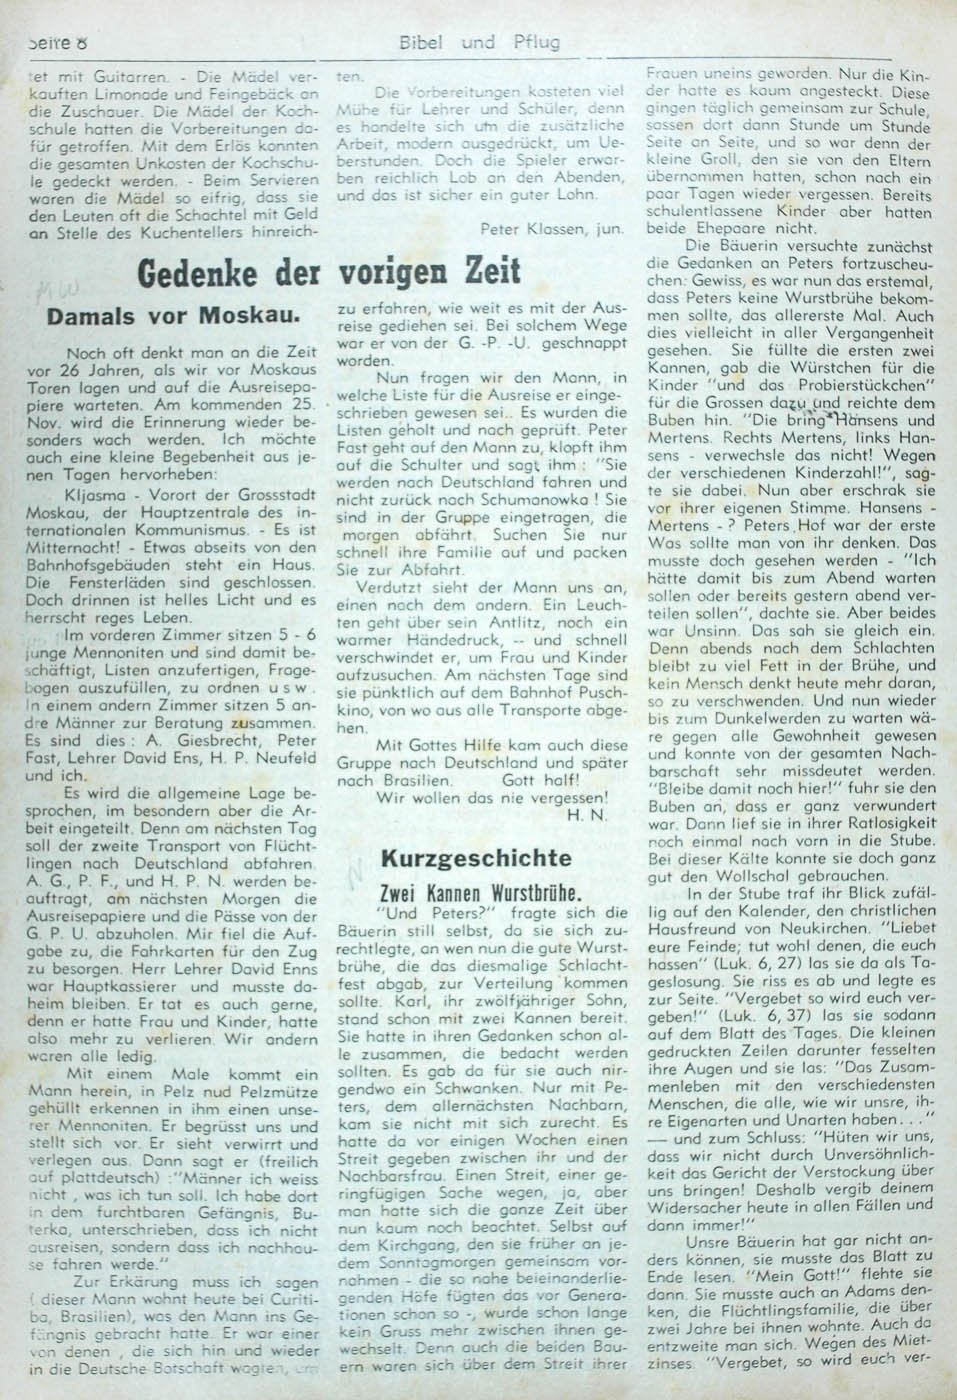 Seite 8
Bibel und Pflug
tet mit Guitarren. - Die Mädel ver-
kauften Limonade und Feingebäck an
die Zuschauer. Die Mädel der Koch-
schule hatten die Vorbereitungen da-
für getroffen. Mit dem Erlös konnten
die gesamten Unkosten der Kochschu-
le gedeckt werden. - Beim Servieren
waren die Mädel so eifrig, dass sie
den Leuten oft die Schachtel mit Geld
an Stelle des Kuchentellers hinreich-
ten.
Die Vorbereitungen kosteten viel
Mühe für Lehrer und Schüler, denn
es handelte sich um die zusätzliche
Arbeit, modern ausgedrückt, um Ue-
berstunden. Doch die Spieler erwar-
ben reichlich Lob an den Abenden,
und das ist sicher ein guter Lohn.
Peter Klassen, jun.
Gedenke der vorigen Zeit
MW
Damals vor Moskau.
Noch oft denkt man an die Zeit
vor 26 Jahren, als wir vor Moskaus
Toren lagen und auf die Ausreisepa-
piere warteten. Am kommenden 25.
Nov. wird die Erinnerung wieder be-
sonders wach werden. Ich möchte
auch eine kleine Begebenheit aus je-
nen Tagen hervorheben:
Kljasma - Vorort der Grossstadt
Moskau, der Hauptzentrale des in-
ternationalen Kommunismus. - Es ist
Mitternacht! - Etwas abseits von den
Bahnhofsgebäuden steht ein Haus.
Die Fensterläden sind geschlossen.
Doch drinnen ist helles Licht und es
herrscht reges Leben.
Im vorderen Zimmer sitzen 5 - 6
junge Mennoniten und sind damit be-
schäftigt, Listen anzufertigen, Frage-
bogen auszufüllen, zu ordnen u s w .
In einem andern Zimmer sitzen 5 an-
dre Männer zur Beratung zusammen.
Es sind dies : A. Giesbrecht, Peter
Fast, Lehrer David Ens, H. P. Neufeld
und ich.
Es wird die allgemeine Lage be-
sprochen, im besondern aber die Ar-
beit eingeteilt. Denn am nächsten Tag
soll der zweite Transport von Flücht-
lingen nach Deutschland abfahren.
A. G., P. F., und H. P. N. werden be-
auftragt, am nächsten Morgen die
Ausreisepapiere und die Pässe von der
G. P. U. abzuholen. Mir fiel die Auf-
gabe zu, die Fahrkarten für den Zug
zu besorgen. Herr Lehrer David Enns
war Hauptkassierer und musste da-
heim bleiben. Er tat es auch gerne,
denn er hatte Frau und Kinder, hatte
also mehr zu verlieren. Wir andern
waren alle ledig.
Mit einem Male kommt ein
Mann herein, in Pelz nud Pelzmütze
gehüllt erkennen in ihm einen unse-
rer Mennoniten. Er begrüsst uns und
stellt sich vor. Er sieht verwirrt und
verlegen aus. Dann sagt er (freilich
auf plattdeutsch) :"Männer ich weiss
nicht , was ich tun soll. Ich habe dort
in dem furchtbaren Gefängnis, Bu-
terka, unterschrieben, dass ich nicht
ausreisen, sondern dass ich nachhau-
se fahren werde."
Zur Erkärung muss ich sagen
( dieser Mann wohnt heute bei Curiti-
ba, Brasilien), was den Mann ins Ge-
fängnis gebracht hatte. Er war einer
von denen , die sich hin und wieder
in die Deutsche Botschaft wagten, um
zu erfahren, wie weit es mit der Aus-
reise gediehen sei. Bei solchem Wege
war er von der G. -P. -U. geschnappt
worden.
Nun fragen wir den Mann, in
welche Liste für die Ausreise er einge-
schrieben gewesen sei.. Es wurden die
Listen geholt und nach geprüft. Peter
Fast geht auf den Mann zu, klopft ihm
auf die Schulter und sagt ihm : "Sie
werden nach Deutschland fahren und
nicht zurück nach Schumanowka ! Sie
sind in der Gruppe eingetragen, die
morgen abfährt. Suchen Sie nur
schnell ihre Familie auf und packen
Sie zur Abfahrt.
Verdutzt sieht der Mann uns an,
einen nach dem andern. Ein Leuch-
ten geht über sein Antlitz, noch ein
warmer Händedruck, -- und schnell
verschwindet er, um Frau und Kinder
aufzusuchen. Am nächsten Tage sind
sie pünktlich auf dem Bahnhof Pusch-
kino, von wo aus alle Transporte abge-
hen.
Mit Gottes Hilfe kam auch diese
Gruppe nach Deutschland und später
nach Brasilien. Gott half!
Wir wollen das nie vergessen!
H. N.
Kurzgeschichte
N
Zwei Kannen Wurstbrühe.
"Und Peters?" fragte sich die
Bäuerin still selbst, da sie sich zu-
rechtlegte, an wen nun die gute Wurst-
brühe, die das diesmalige Schlacht-
fest abgab, zur Verteilung kommen
sollte. Karl, ihr zwölfjähriger Sohn,
stand schon mit zwei Kannen bereit.
Sie hatte in ihren Gedanken schon al-
le zusammen, die bedacht werden
sollten. Es gab da für sie auch nir-
gendwo ein Schwanken. Nur mit Pe-
ters, dem allernächsten Nachbarn,
kam sie nicht mit sich zurecht. Es
hatte da vor einigen Wochen einen
Streit gegeben zwischen ihr und der
Nachbarsfrau. Einen Streit, einer ge-
ringfügigen Sache wegen, ja, aber
man hatte sich die ganze Zeit über
nun kaum noch beachtet. Selbst auf
dem Kirchgang, den sie früher an je-
dem Sonntagmorgen gemeinsam vor-
nahmen - die so nahe beieinanderlie-
genden Höfe fügten das vor Genera-
tionen schon so -, wurde schon lange
kein Gruss mehr zwischen ihnen ge-
wechselt. Denn auch die beiden Bau-
ern waren sich über dem Streit ihrer
Frauen uneins geworden. Nur die Kin-
der hatte es kaum angesteckt. Diese
gingen täglich gemeinsam zur Schule,
sassen dort dann Stunde um Stunde
Seite an Seite, und so war denn der
kleine Groll, den sie von den Eltern
übernommen hatten, schon nach ein
paar Tagen wieder vergessen. Bereits
schulentlassene Kinder aber hatten
beide Ehepaare nicht.
Die Bäuerin versuchte zunächst
die Gedanken an Peters fortzuscheu-
chen: Gewiss, es war nun das erstemal,
dass Peters keine Wurstbrühe bekom-
men sollte, das allererste Mal. Auch
dies vielleicht in aller Vergangenheit
gesehen. Sie füllte die ersten zwei
Kannen, gab die Würstchen für die
Kinder "und das Probierstückchen"
für die Grossen dazu und reichte dem
Buben hin. "Die bring Hansens und
Mertens. Rechts Mertens, links Han-
sens - verwechsle das nicht! Wegen
der verschiedenen Kinderzahl!", sag-
te sie dabei. Nun aber erschrak sie
vor ihrer eigenen Stimme. Hansens -
Mertens - ? Peters Hof war der erste
Was sollte man von ihr denken. Das
musste doch gesehen werden - "Ich
hätte damit bis zum Abend warten
sollen oder bereits gestern abend ver-
teilen sollen", dachte sie. Aber beides
war Unsinn. Das sah sie gleich ein.
Denn abends nach dem Schlachten
bleibt zu viel Fett in der Brühe, und
kein Mensch denkt heute mehr daran,
so zu verschwenden. Und nun wieder
bis zum Dunkelwerden zu warten wä-
re gegen alle Gewohnheit gewesen
und konnte von der gesamten Nach-
barschaft sehr missdeutet werden.
"Bleibe damit noch hier!" fuhr sie den
Buben an, dass er ganz verwundert
war. Dann lief sie in ihrer Ratlosigkeit
noch einmal nach vorn in die Stube.
Bei dieser Kälte konnte sie doch ganz
gut den Wollschal gebrauchen.
In der Stube traf ihr Blick zufäl-
lig auf den Kalender, den christlichen
Hausfreund von Neukirchen. "Liebet
eure Feinde; tut wohl denen, die euch
hassen" (Luk. 6, 27) las sie da als Ta-
geslosung. Sie riss es ab und legte es
zur Seite. "Vergebet so wird euch ver-
geben!" (Luk. 6, 37) las sie sodann
auf dem Blatt des Tages. Die kleinen
gedruckten Zeilen darunter fesselten
ihre Augen und sie las: "Das Zusam-
menleben mit den verschiedensten
Menschen, die alle, wie wir unsre, ih-
re Eigenarten und Unarten haben. . . "
— und zum Schluss: "Hüten wir uns,
dass wir nicht durch Unversöhnlich-
keit das Gericht der Verstockung über
uns bringen! Deshalb vergib deinem
Widersacher heute in allen Fällen und
dann immer!"
Unsre Bäuerin hat gar nicht an-
ders können, sie musste das Blatt zu
Ende lesen. "Mein Gott!" flehte sie
dann. Sie musste auch an Adams den-
ken, die Flüchtlingsfamilie, die über
zwei Jahre bei ihnen wohnte. Auch da
entzweite man sich. Wegen des Miet-
zinses. "Vergebet, so wird euch ver-